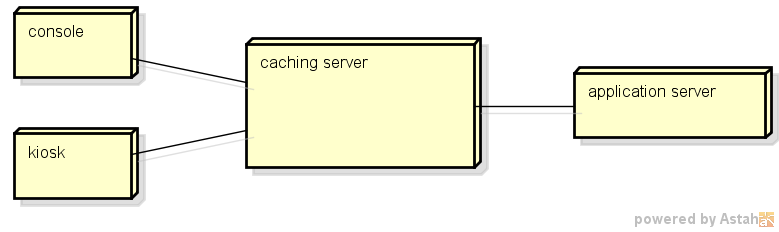 console
caching server
application server
kiosk
powered by Astah